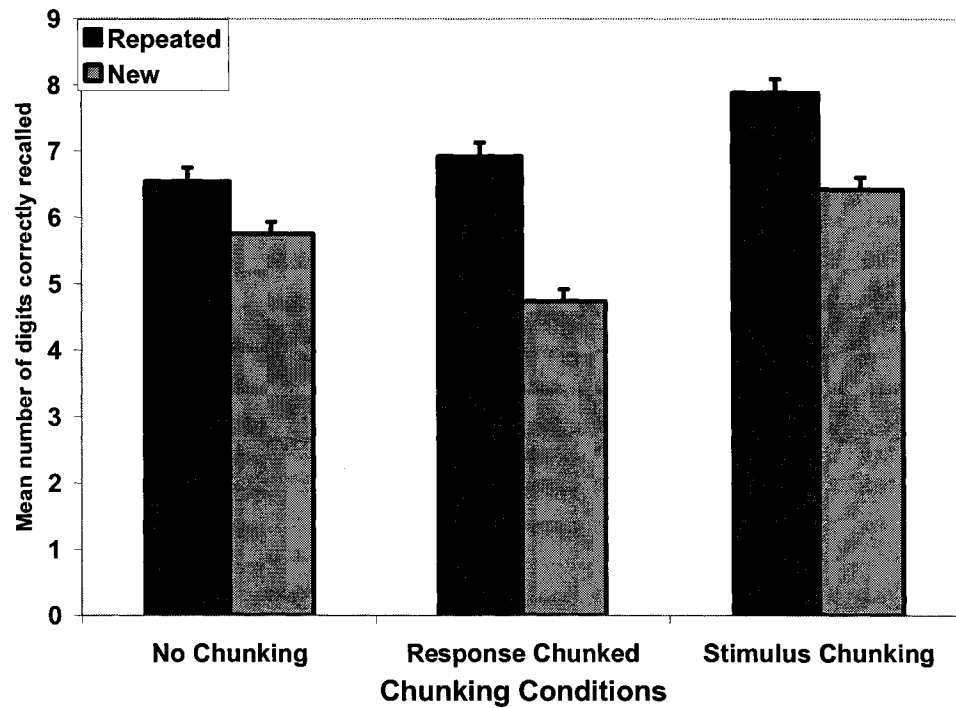 Repeated
New
Mean number of digits correctly recalled
9
8
7
6
5
4
3
2
1
0
No Chunking
Response Chunked
Stimulus Chunking
Chunking Conditions